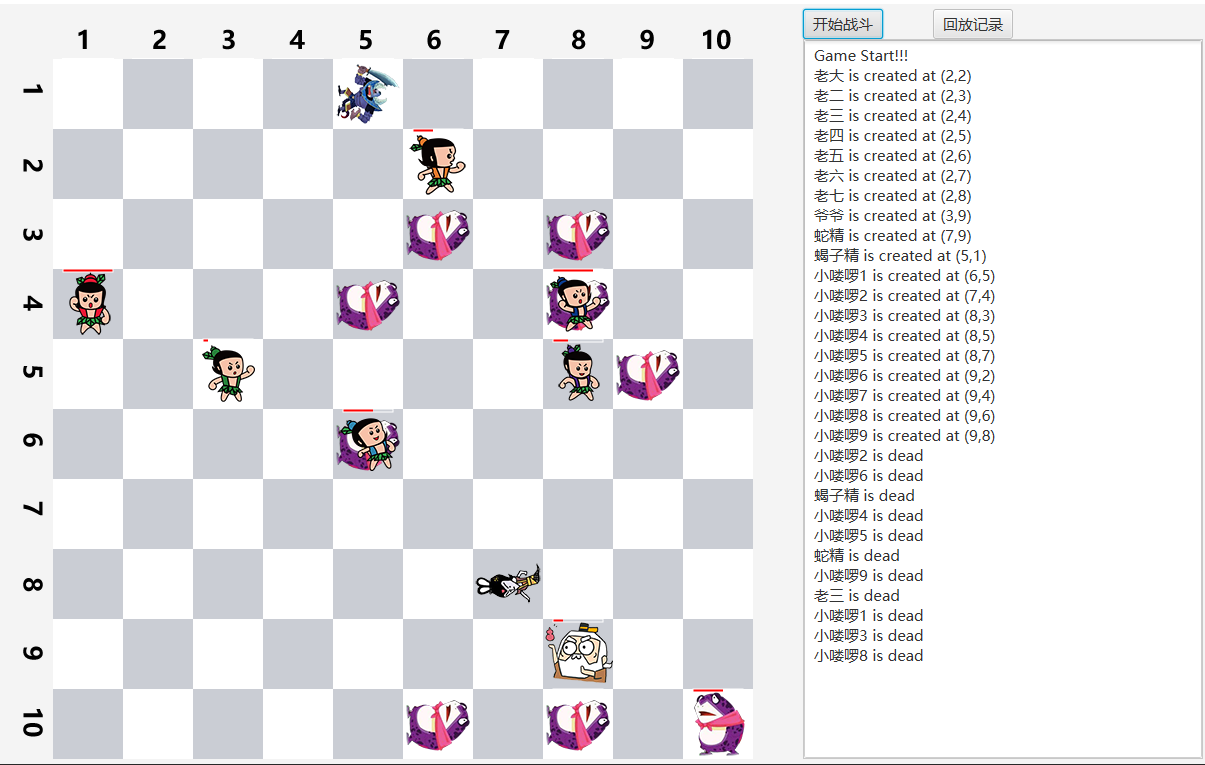 开始战斗 回放记录
1 2 3 4 5 6 7 8 9 10
1
2
3
4
5
6
7
8
9
10
Game Start!!!
老大 is created at (2,2)
老二 is created at (2,3)
老三 is created at (2,4)
老四 is created at (2,5)
老五 is created at (2,6)
老六 is created at (2,7)
老七 is created at (2,8)
爷爷 is created at (3,9)
蛇精 is created at (7,9)
蝎子精 is created at (5,1)
小喽啰1 is created at (6,5)
小喽啰2 is created at (7,4)
小喽啰3 is created at (8,3)
小喽啰4 is created at (8,5)
小喽啰5 is created at (8,7)
小喽啰6 is created at (9,2)
小喽啰7 is created at (9,4)
小喽啰8 is created at (9,6)
小喽啰9 is created at (9,8)
小喽啰2 is dead
小喽啰6 is dead
蝎子精 is dead
小喽啰4 is dead
小喽啰5 is dead
蛇精 is dead
小喽啰9 is dead
老三 is dead
小喽啰1 is dead
小喽啰3 is dead
小喽啰8 is dead